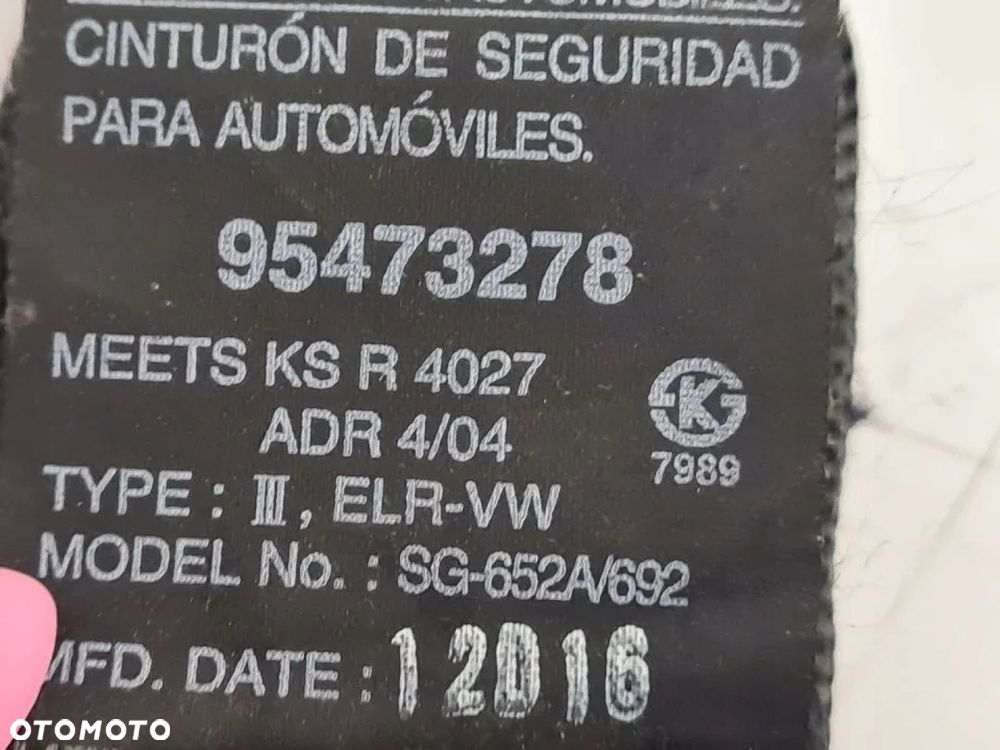 CINTURÓN DE SEGURIDAD
PARA AUTOMÓVILES.
95473278
MEETS KS R 4027
ADR 4/04
K
7989
TYPE : III, ELR-VW
MODEL No. : SG-652A/692
MFD. DATE : 12D16
OTOMOTO